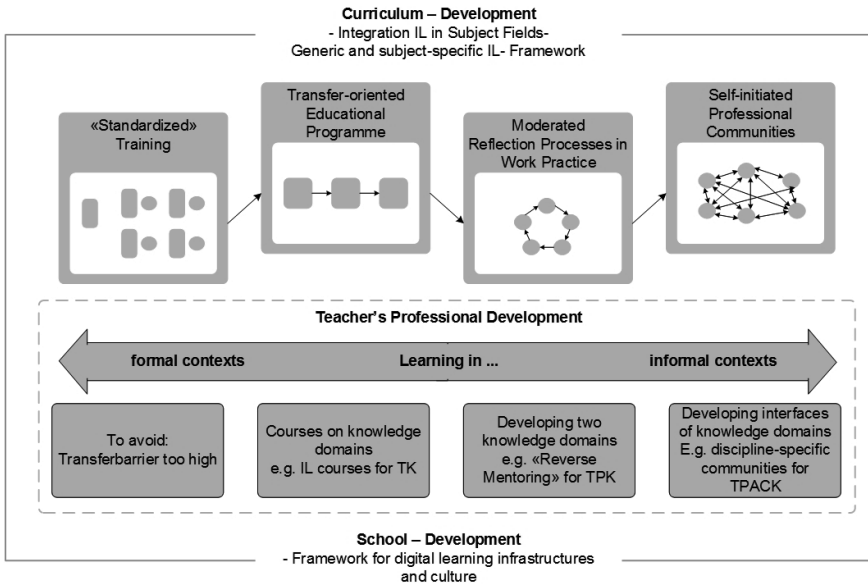 Curriculum – Development
- Integration IL in Subject Fields-
Generic and subject-specific IL- Framework
«Standardized»
Training
Transfer-oriented
Educational
Programme
Moderated
Reflection Processes in
Work Practice
Self-initiated
Professional
Communities
Teacher's Professional Development
formal contexts
Learning in ...
informal contexts
To avoid:
Transferbarrier too high
Courses on knowledge
domains
e.g. IL courses for TK
Developing two
knowledge domains
e.g. «Reverse
Mentoring» for TPK
Developing interfaces
of knowledge domains
E.g. discipline-specific
communities for
TPACK
School – Development
- Framework for digital learning infrastructures
and culture